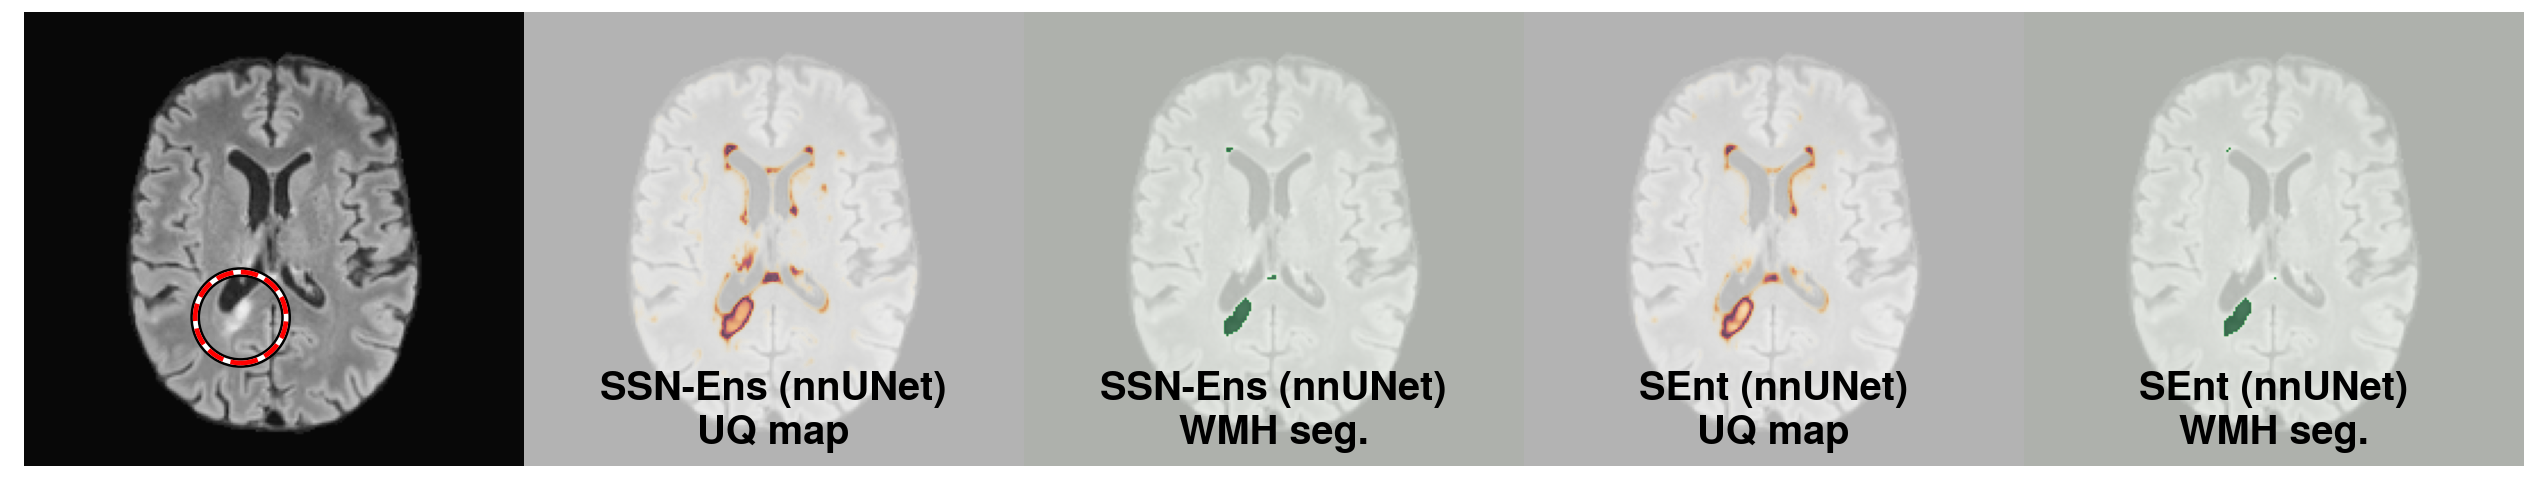 SSN-Ens (nnUNet)
UQ map
SSN-Ens (nnUNet)
WMH seg.
SEnt (nnUNet)
UQ map
SEnt (nnUNet)
WMH seg.